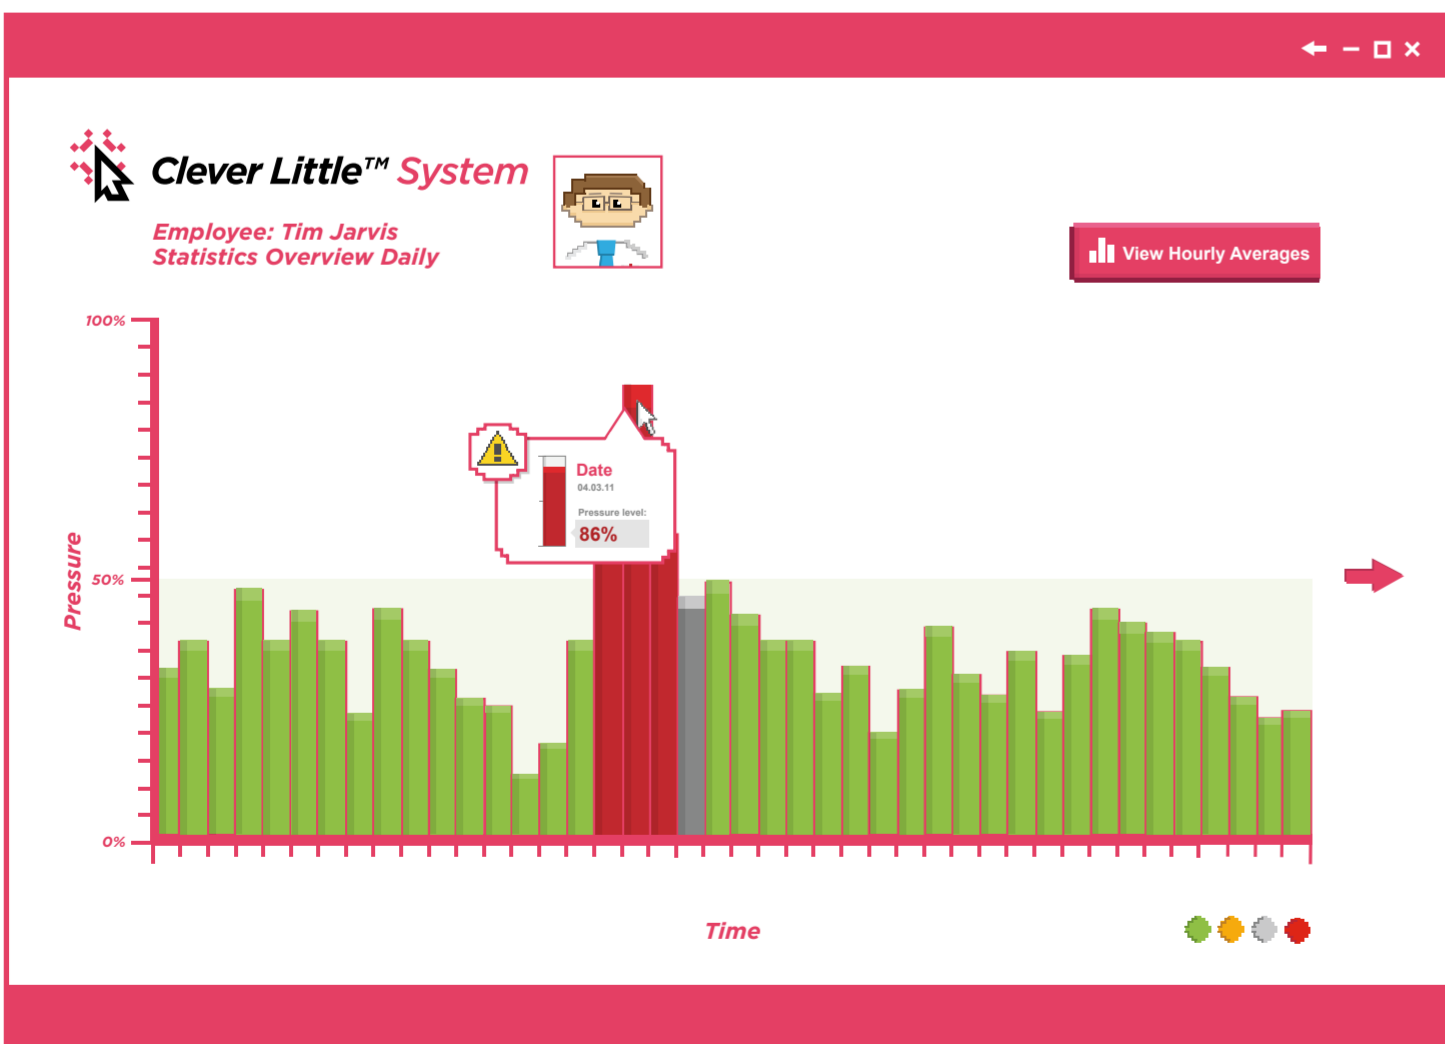 Clever Little™ System
Employee: Tim Jarvis
Statistics Overview Daily
View Hourly Averages
100%
Date
04.03.11
Pressure level:
86%
Pressure
50%
0%
Time